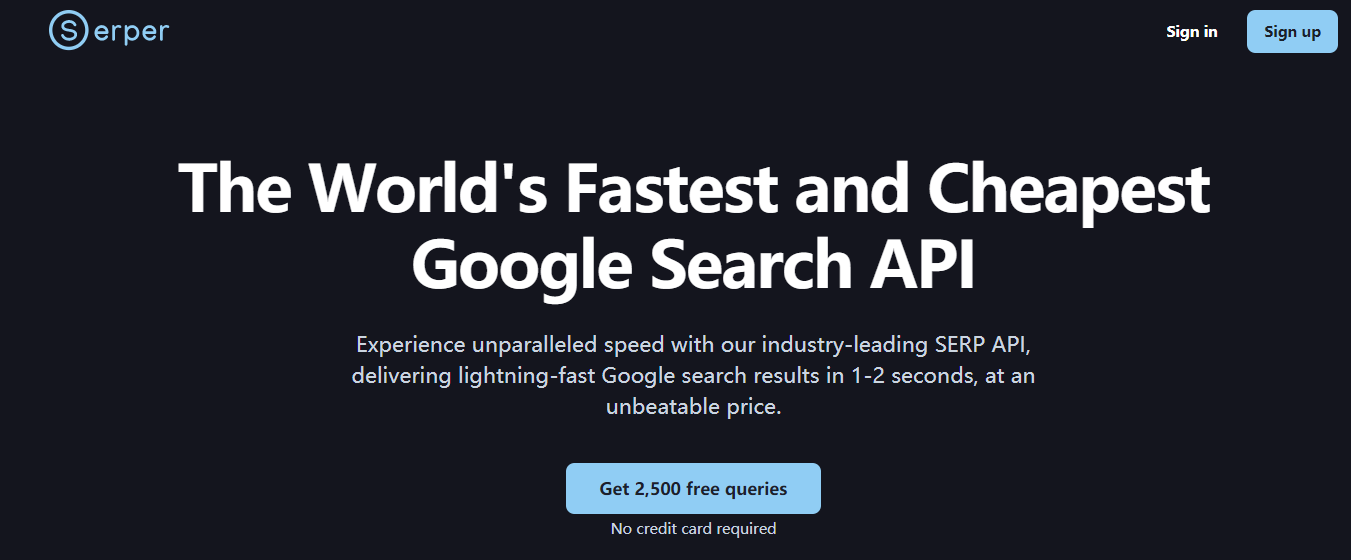 Serper
Sign in
Sign up
The World's Fastest and Cheapest
Google Search API
Experience unparalleled speed with our industry-leading SERP API,
delivering lightning-fast Google search results in 1-2 seconds, at an
unbeatable price.
Get 2,500 free queries
No credit card required